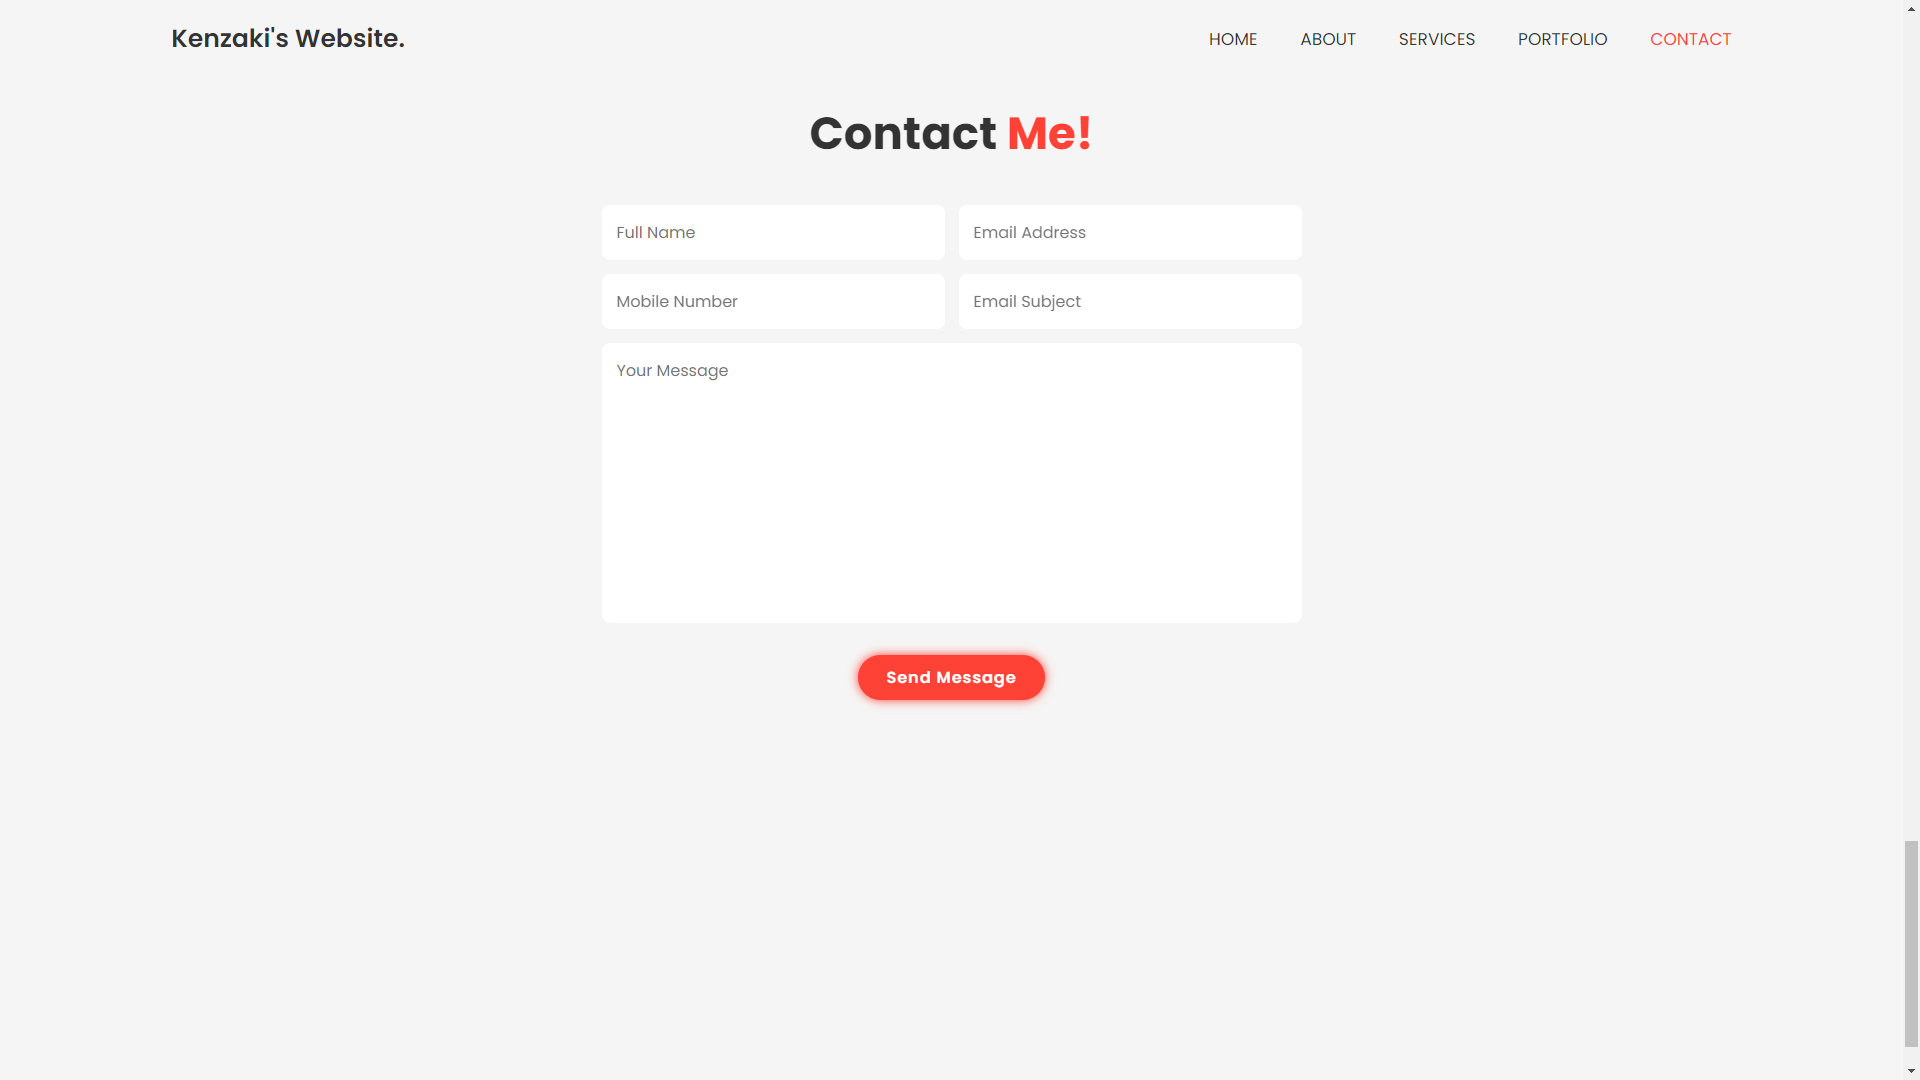 Kenzaki's Website.
HOME ABOUT SERVICES PORTFOLIO CONTACT
Contact Me!
Full Name Email Address
Mobile Number Email Subject
Your Message
Send Message